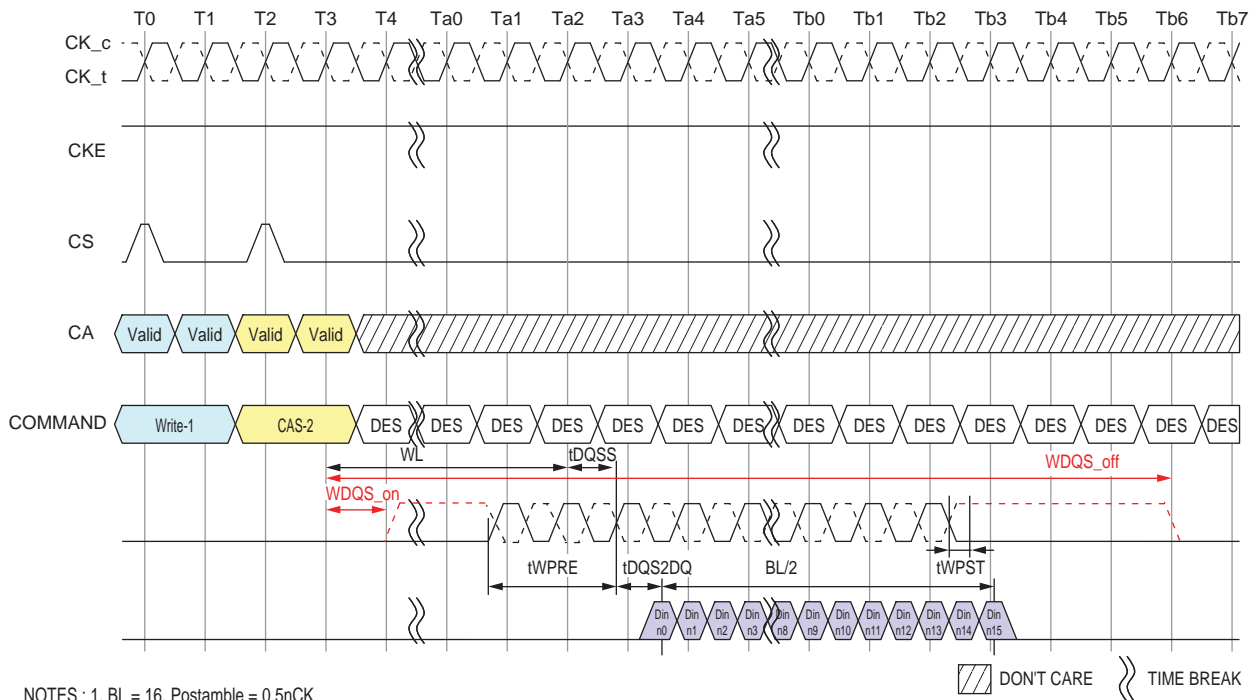 T0 T1 T2 T3 T4 Ta0 Ta1 Ta2 Ta3 Ta4 Ta5 Tb0 Tb1 Tb2 Tb3 Tb4 Tb5 Tb6 Tb7
CK_c
CK_t
CKE
CS
CA Valid Valid Valid Valid
COMMAND Write-1 CAS-2 DES DES DES DES DES DES DES DES DES DES DES DES DES DES DES
WL tDQSS WDQS_off
WDQS_on
tWPRE tDQS2DQ BL/2 tWPST
Din n0 Din n1 Din n2 Din n3 Din n8 Din n9 Din n10 Din n11 Din n12 Din n13 Din n14 Din n15
DON'T CARE TIME BREAK
NOTES : 1. BL = 16, Postamble = 0.5nCK